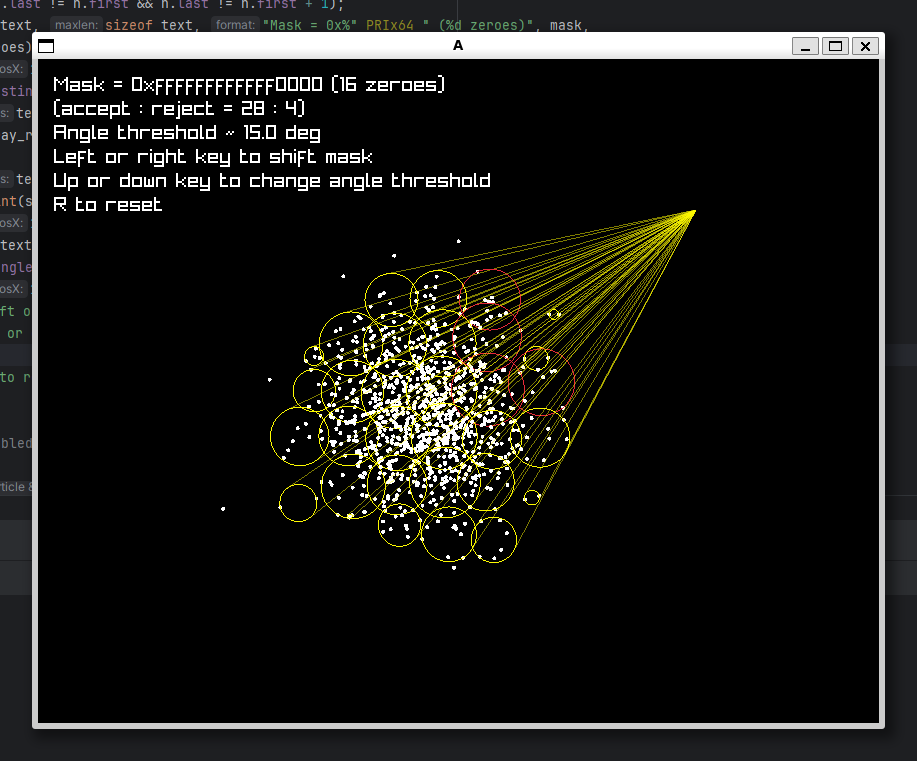 .last != n.first && n.last != n.first + 1);
text, maxlen: sizeof text, format: "Mask = 0x%" PRIx64 " (%d zeroes)", mask,
oes)
A
osX:
stin
s: te
ay_r
s: te
nt(s
osX:
text
ngle
osX:
ft o
or
to r
bled
rticle &
Mask = 0xffffffffffff0000 (16 zeroes)
(accept : reject = 28 : 4)
Angle threshold ~ 15.0 deg
Left or right key to shift mask
Up or down key to change angle threshold
R to reset